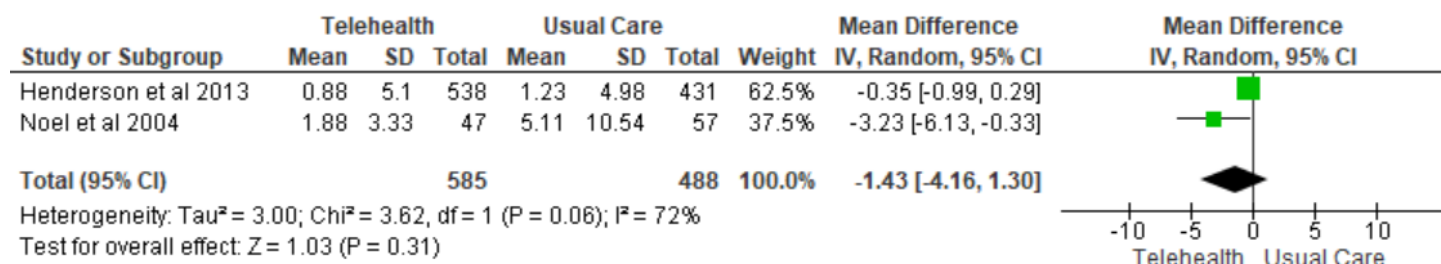 Telehealth Usual Care Mean Difference Mean Difference
Study or Subgroup Mean SD Total Mean SD Total Weight IV, Random, 95% CI IV, Random, 95% CI
Henderson et al 2013 0.88 5.1 538 1.23 4.98 431 62.5% -0.35 [-0.99, 0.29]
Noel et al 2004 1.88 3.33 47 5.11 10.54 57 37.5% -3.23 [-6.13, -0.33]
Total (95% CI) 585 488 100.0% -1.43 [-4.16, 1.30]
Heterogeneity: Tau² = 3.00; Chi² = 3.62, df = 1 (P = 0.06); I² = 72%
Test for overall effect: Z = 1.03 (P = 0.31)
-10 -5 0 5 10
Telehealth Usual Care